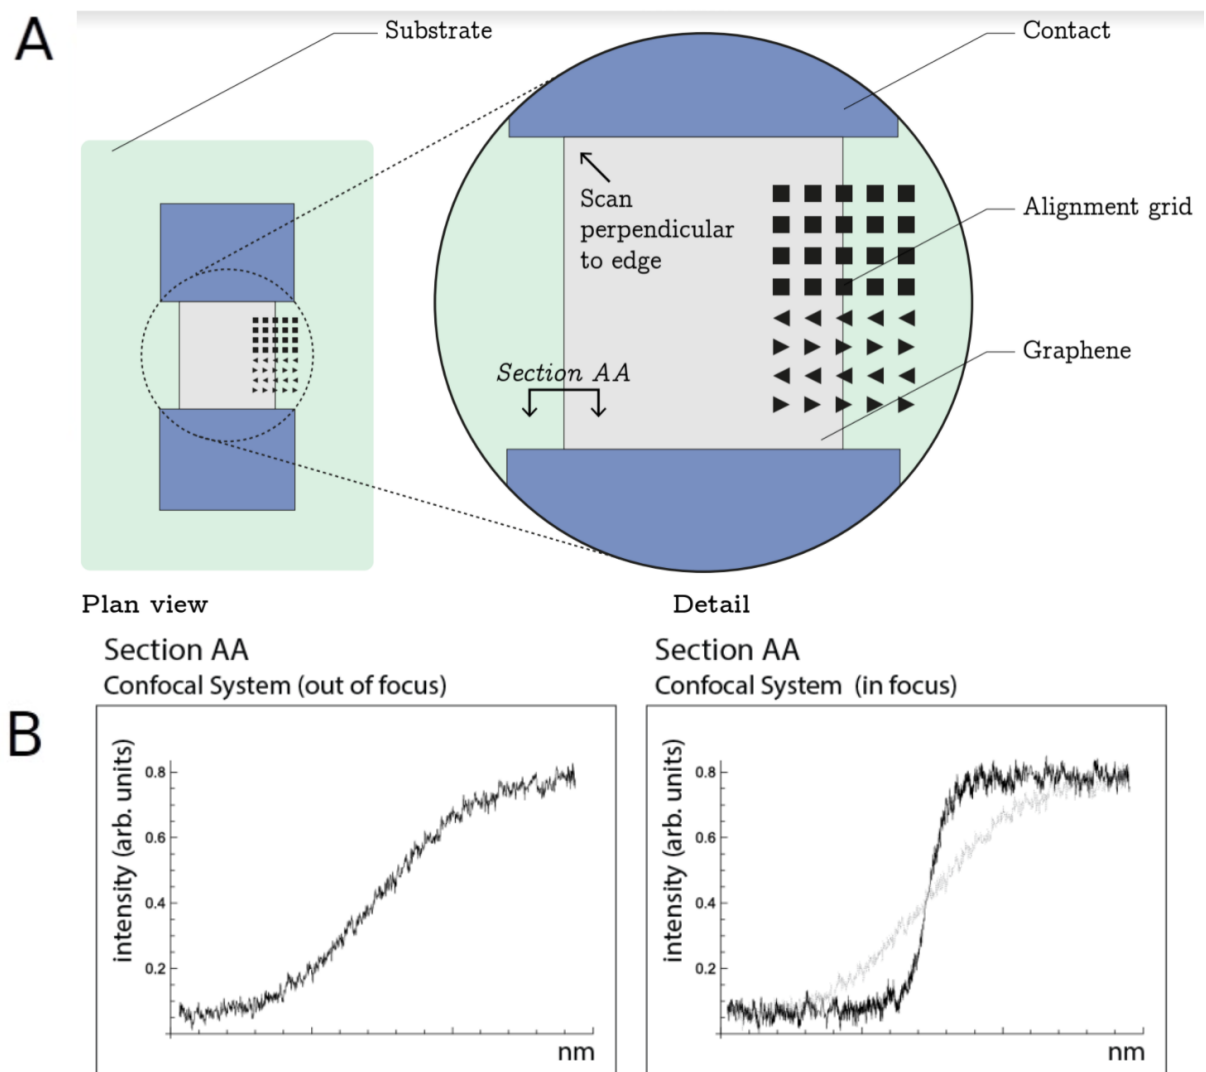 A
Substrate
Contact
Scan
perpendicular
to edge
Alignment grid
Section AA
Graphene
Plan view
Detail
Section AA
Confocal System (out of focus)
Section AA
Confocal System (in focus)
B
intensity (arb. units)
0.8
0.6
0.4
0.2
nm
intensity (arb. units)
0.8
0.6
0.4
0.2
nm